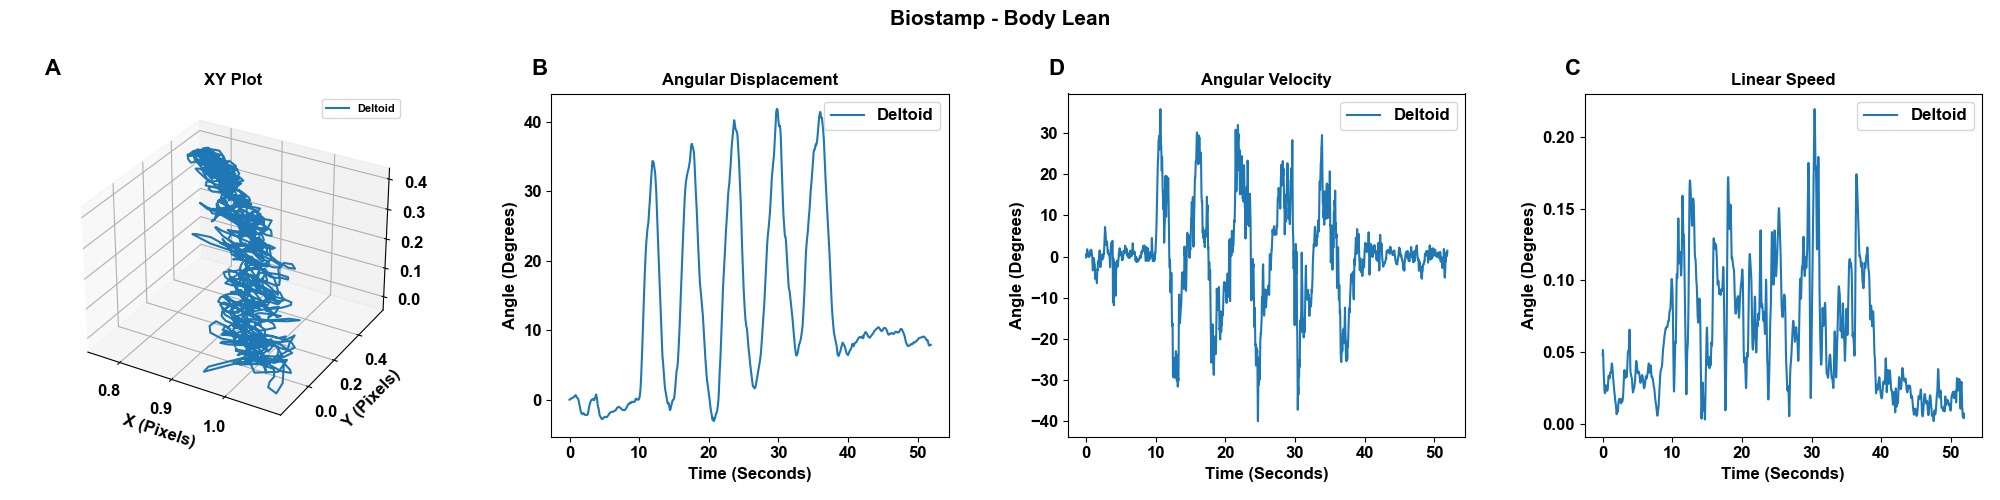 Biostamp - Body Lean
A
XY Plot
Deltoid
0.4
0.3
0.2
0.1
0.0
0.8
0.9
1.0
X (Pixels)
0.0
0.2
0.4
Y (Pixels)
B
Angular Displacement
Deltoid
40
30
20
10
0
Angle (Degrees)
0 10 20 30 40 50
Time (Seconds)
D
Angular Velocity
Deltoid
30
20
10
0
−10
−20
−30
−40
Angle (Degrees)
0 10 20 30 40 50
Time (Seconds)
C
Linear Speed
Deltoid
0.20
0.15
0.10
0.05
0.00
Angle (Degrees)
0 10 20 30 40 50
Time (Seconds)